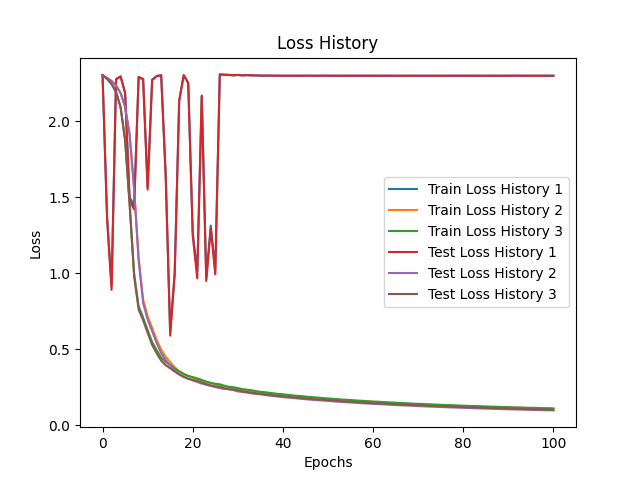 Loss History
2.0
1.5
1.0
0.5
0.0
Loss
Train Loss History 1
Train Loss History 2
Train Loss History 3
Test Loss History 1
Test Loss History 2
Test Loss History 3
0 20 40 60 80 100
Epochs